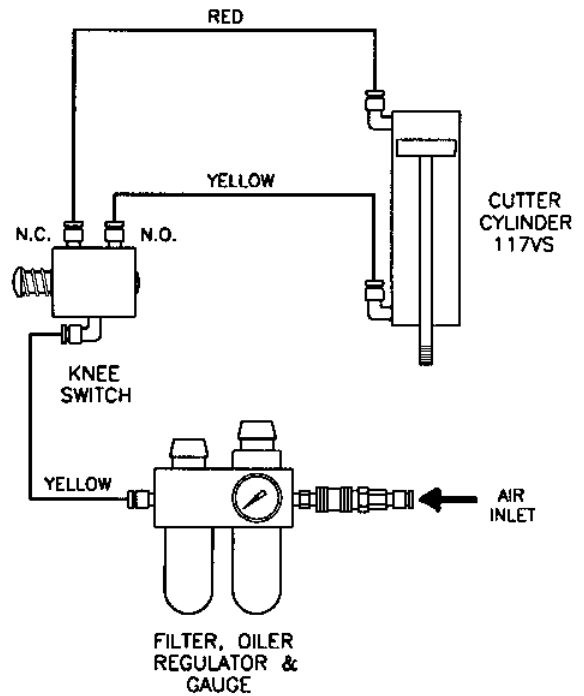 RED
YELLOW
N.C.
N.O.
CUTTER
CYLINDER
117VS
KNEE
SWITCH
YELLOW
AIR
INLET
FILTER, OILER
REGULATOR &
GAUGE